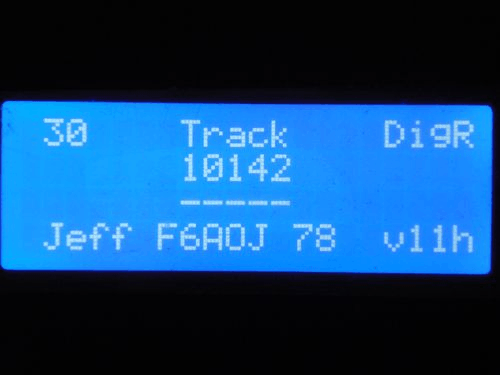 30 Track DigR
10142
-----
Jeff F6AOJ 78 v11h